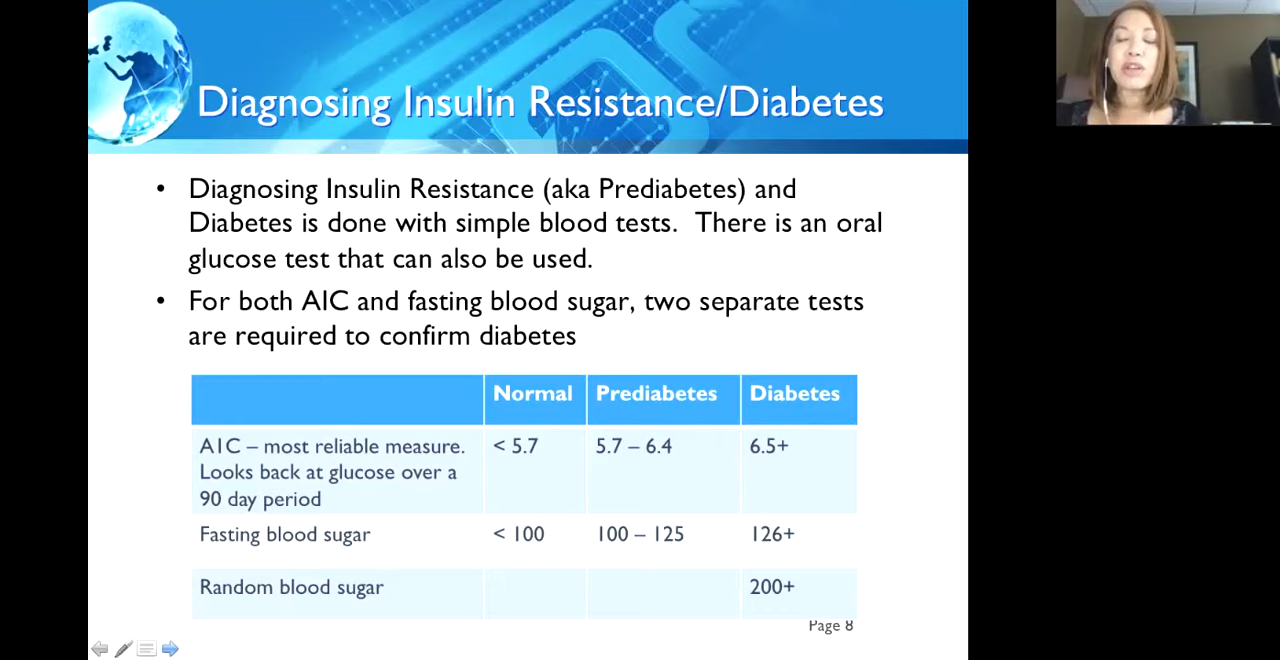 Diagnosing Insulin Resistance/Diabetes
• Diagnosing Insulin Resistance (aka Prediabetes) and
Diabetes is done with simple blood tests.  There is an oral
glucose test that can also be used.
• For both A1C and fasting blood sugar, two separate tests
are required to confirm diabetes
Normal Prediabetes Diabetes
A1C – most reliable measure. < 5.7 5.7 – 6.4 6.5+
Looks back at glucose over a
90 day period
Fasting blood sugar < 100 100 – 125 126+
Random blood sugar 200+
Page 8